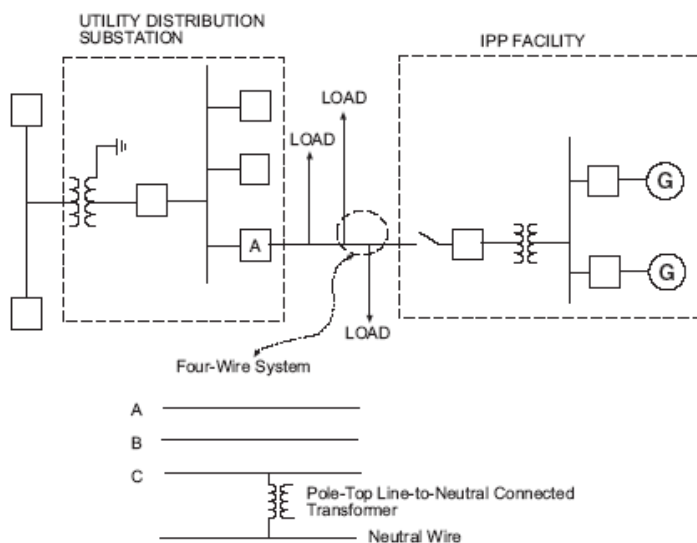 UTILITY DISTRIBUTION
SUBSTATION
IPP FACILITY
LOAD
LOAD
G
A
G
LOAD
Four-Wire System
A
B
C
Pole-Top Line-to-Neutral Connected
Transformer
Neutral Wire